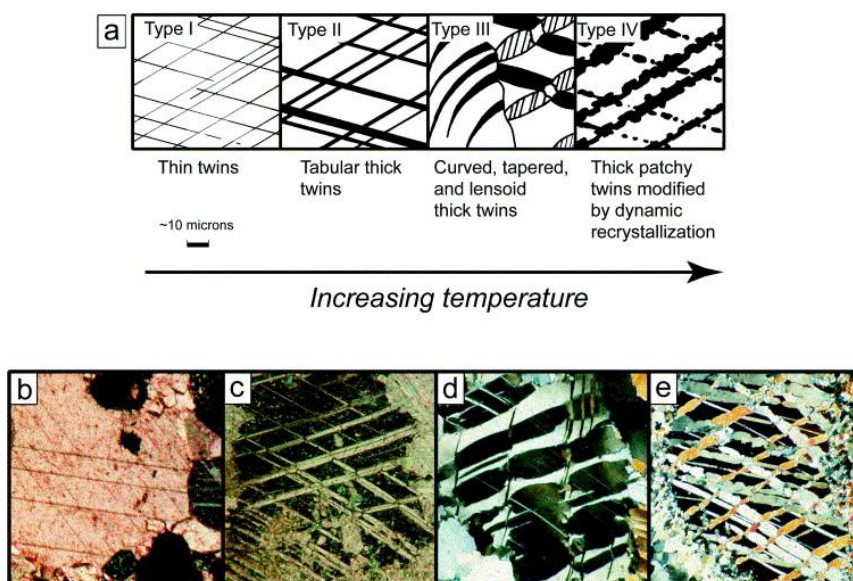 a
Type I
Type II
Type III
Type IV
Thin twins
Tabular thick
twins
Curved, tapered,
and lensoid
thick twins
Thick patchy
twins modified
by dynamic
recrystallization
~10 microns
Increasing temperature
b
c
d
e